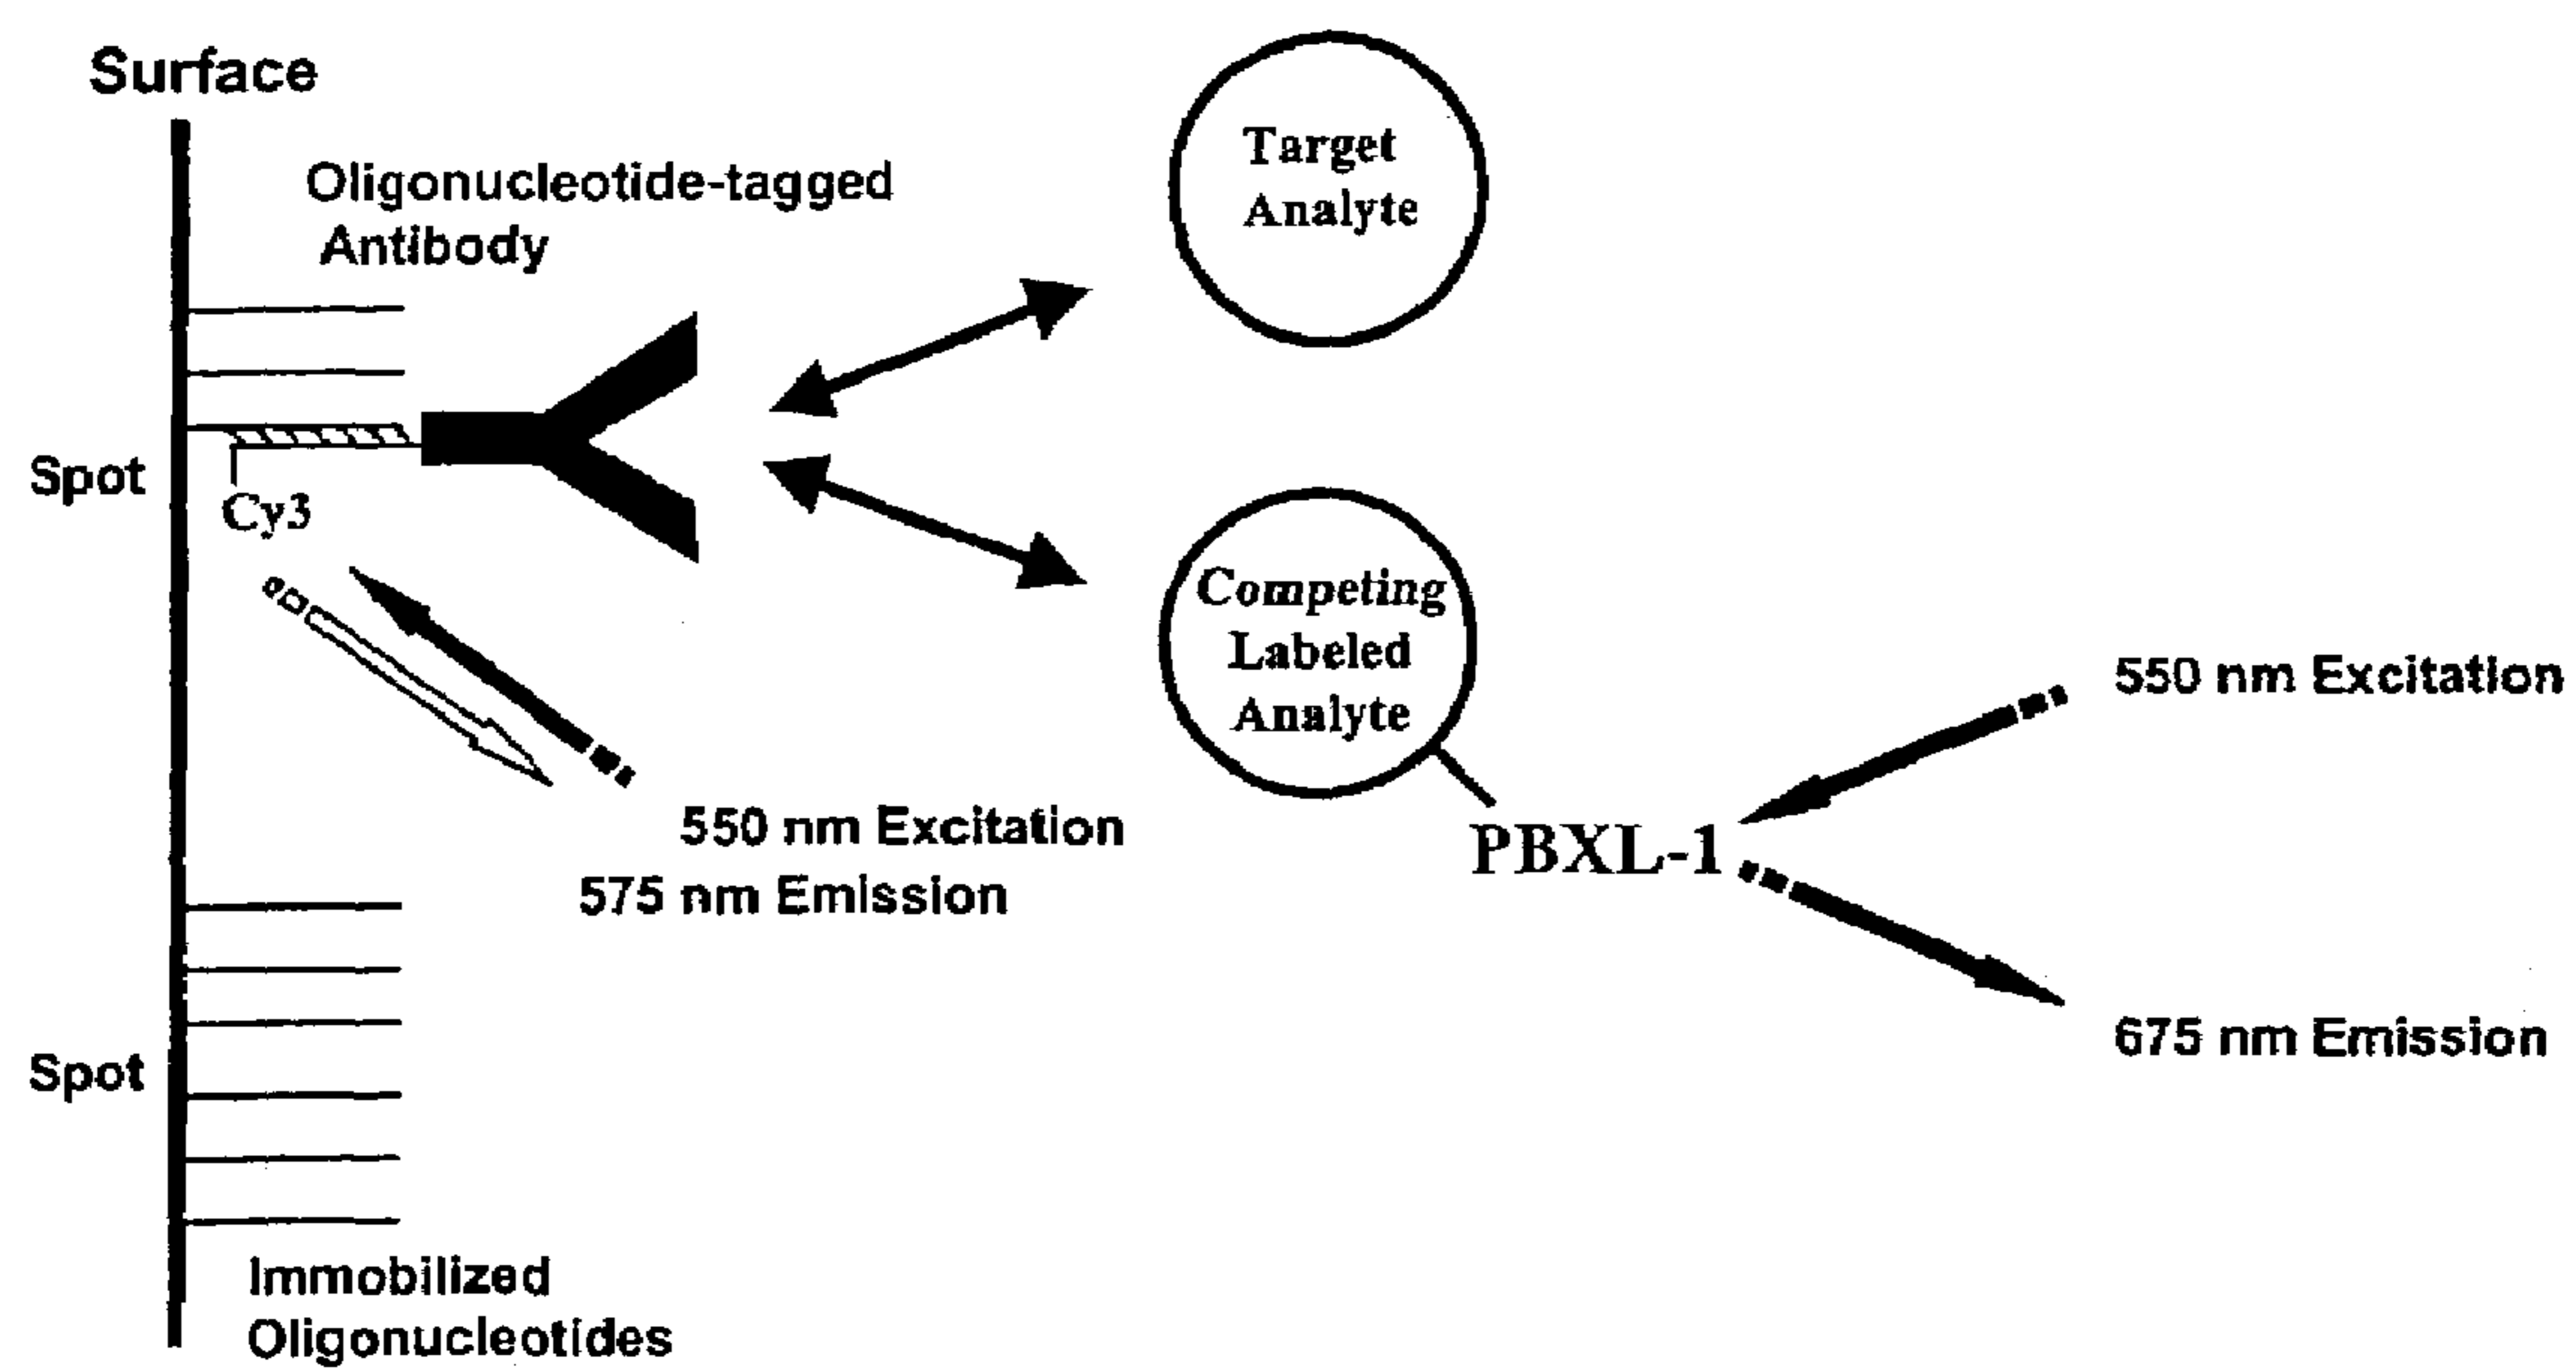 Surface
Oligonucleotide-tagged
Antibody
Target
Analyte
Spot
Cy3
Competing
Labeled
Analyte
550 nm Excitation
550 nm Excitation
575 nm Emission
PBXL-1
675 nm Emission
Spot
Immobilized
Oligonucleotides